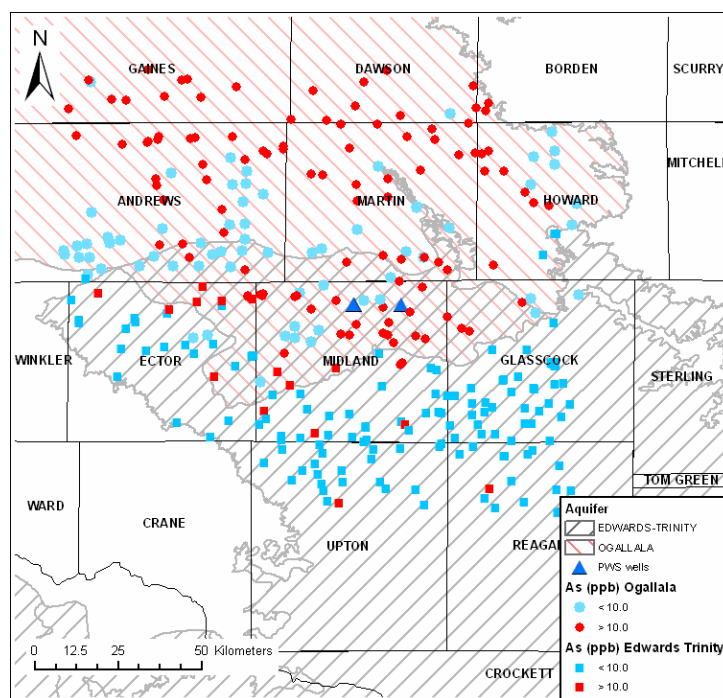 N
GAINES
DAWSON
BORDEN
SCURRY
MITCHELL
ANDREWS
MARTIN
HOWARD
WINKLER
ECTOR
MIDLAND
GLASSCOCK
STERLING
TOM GREEN
WARD
CRANE
UPTON
REAGAN
CROCKETT
0 12.5 25 50 Kilometers
Aquifer
EDWARDS-TRINITY
OGALLALA
PWS wells
As (ppb) Ogallala
< 10.0
> 10.0
As (ppb) Edwards Trinity
< 10.0
> 10.0